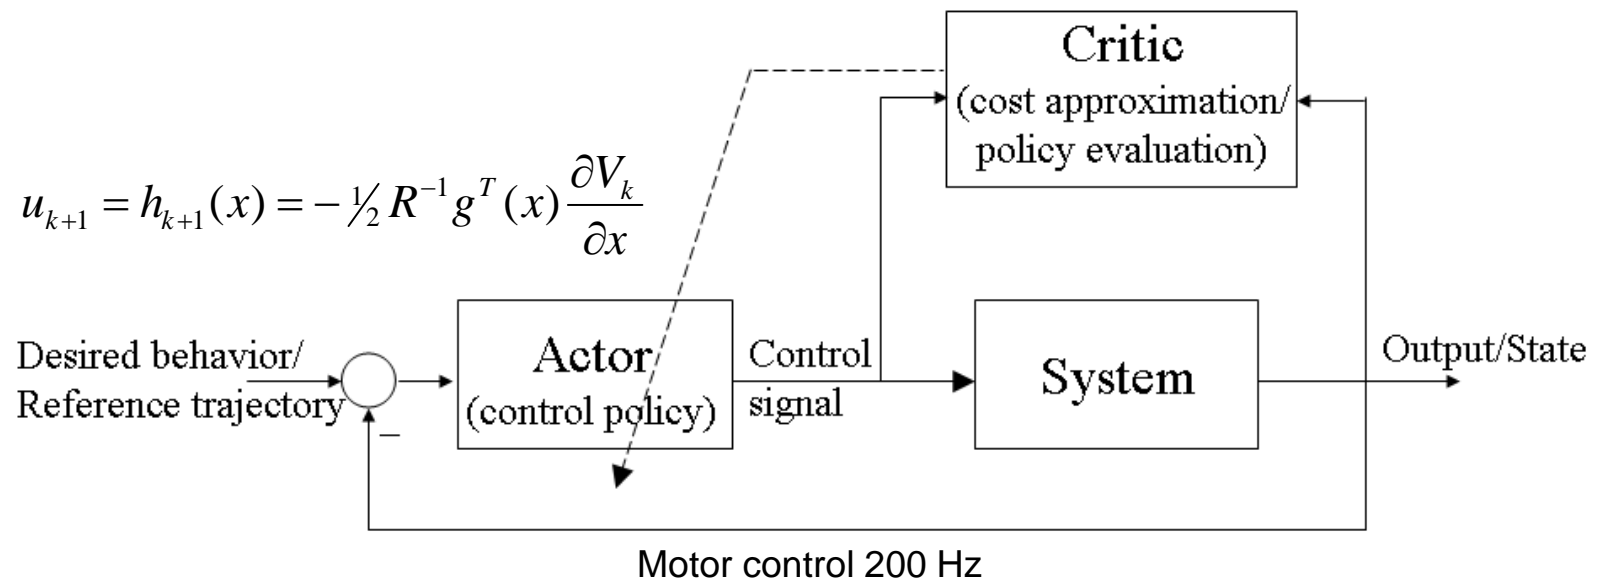 Critic
(cost approximation/
policy evaluation)
u_{k+1} = h_{k+1}(x) = −½ R^{−1} g^T (x) ∂V_k/∂x
Desired behavior/
Reference trajectory
−
Actor
(control policy)
Control
signal
System
Output/State
Motor control 200 Hz